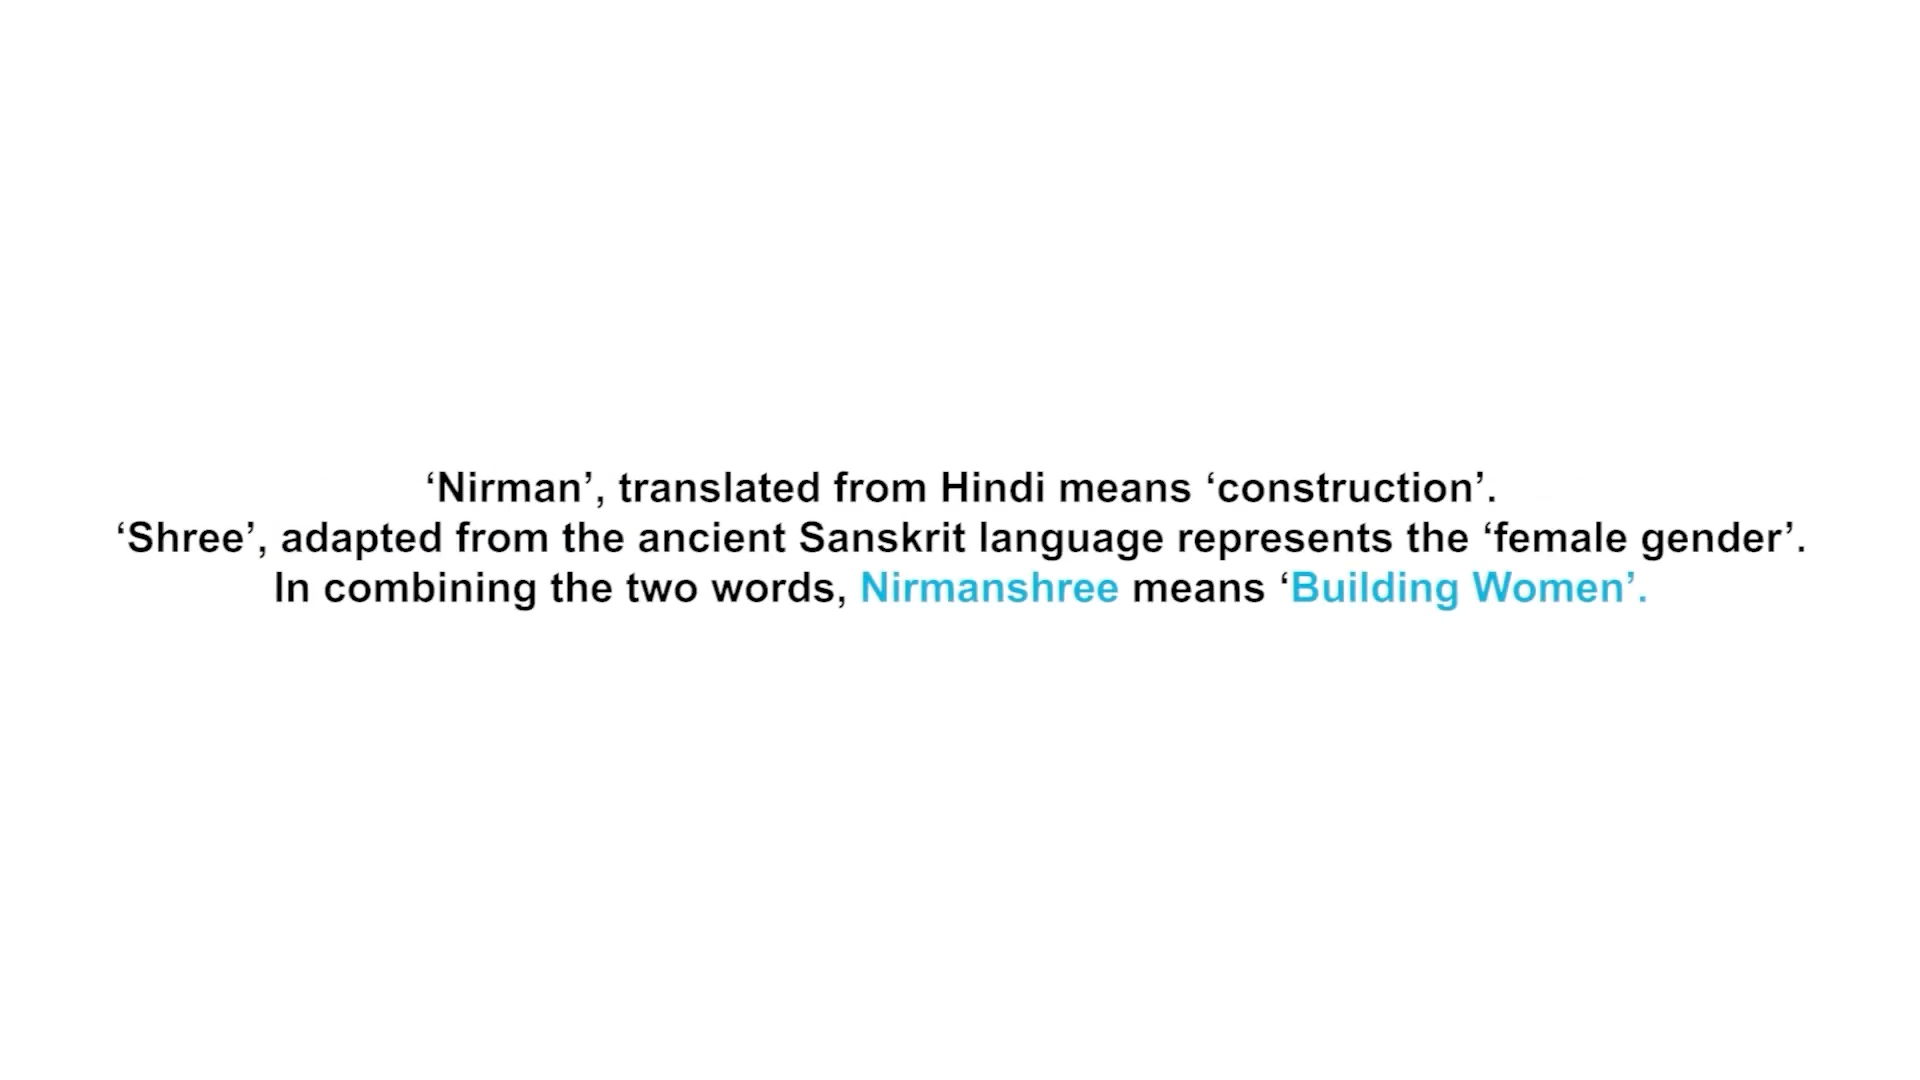 ‘Nirman’, translated from Hindi means ‘construction’.
‘Shree’, adapted from the ancient Sanskrit language represents the ‘female gender’.
In combining the two words, Nirmanshree means ‘Building Women’.